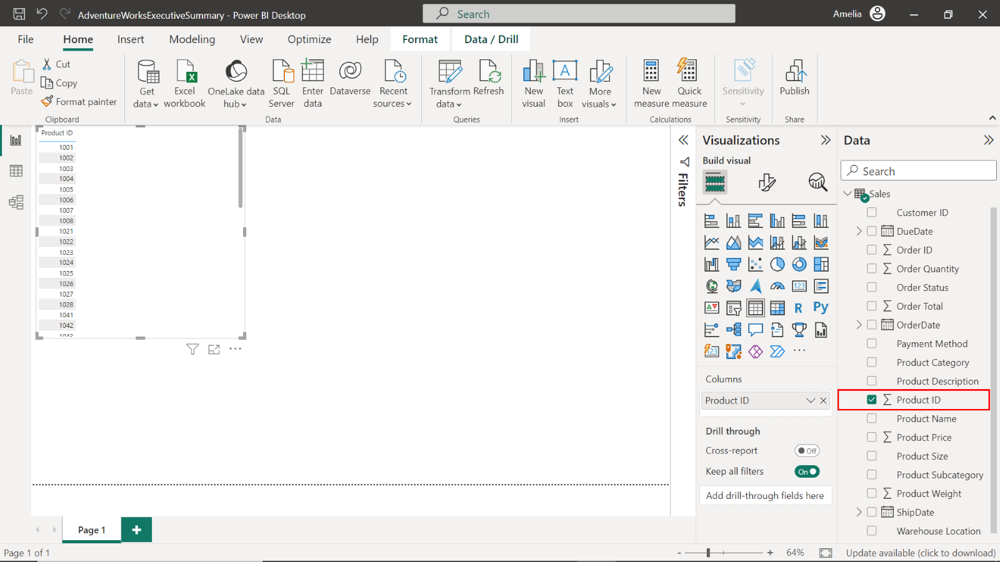 AdventureWorksExecutiveSummary - Power BI Desktop
Search
Amelia
File
Home
Insert
Modeling
View
Optimize
Help
Format
Data / Drill
Paste
Cut
Copy
Format painter
Clipboard
Get
data
Excel
workbook
OneLake data
hub
SQL
Server
Enter
data
Dataverse
Recent
sources
Data
Transform
data
Refresh
Queries
New
visual
A
Text
box
More
visuals
Insert
New
measure
Quick
measure
Calculations
Sensitivity
Sensitivity
Publish
Share
Product ID
1001
1002
1003
1004
1005
1006
1007
1008
1021
1022
1023
1024
1025
1026
1027
1028
1041
1042
1043
Filters
Visualizations
Build visual
123
R
Py
123
Columns
Product ID
Drill through
Cross-report
Off
Keep all filters
On
Add drill-through fields here
Data
Search
Sales
Customer ID
DueDate
Σ Order ID
Σ Order Quantity
Order Status
Σ Order Total
OrderDate
Payment Method
Product Category
Product Description
Σ Product ID
Product Name
Σ Product Price
Product Size
Product Subcategory
Σ Product Weight
ShipDate
Warehouse Location
Page 1
+
Page 1 of 1
- + 64%
Update available (click to download)